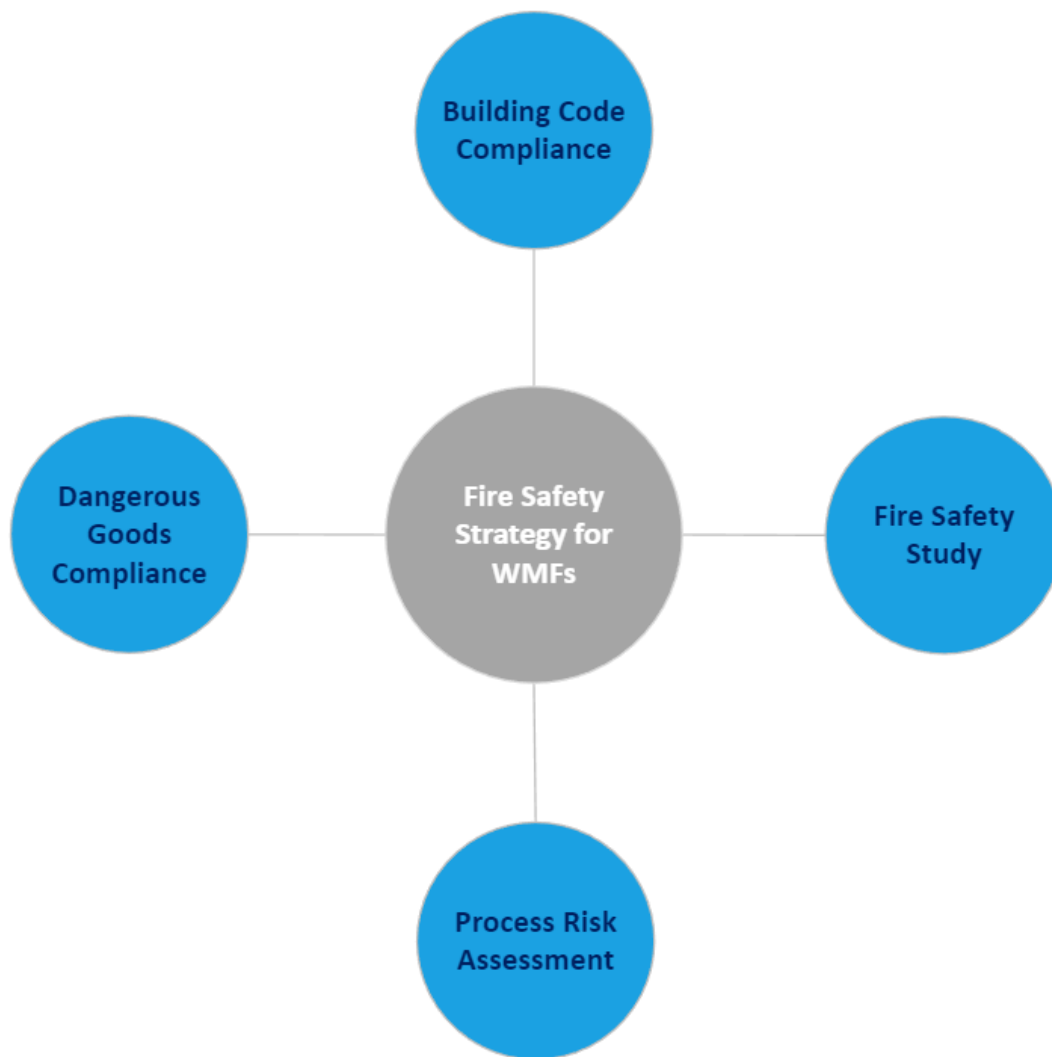 Building Code
Compliance
Dangerous
Goods
Compliance
Fire Safety
Strategy for
WMFs
Fire Safety
Study
Process Risk
Assessment